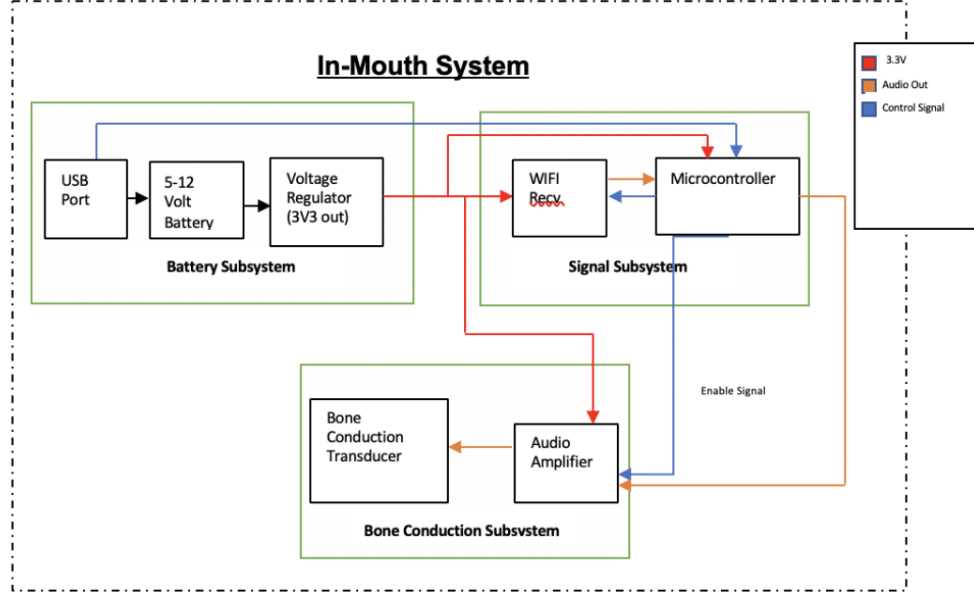 In-Mouth System
3.3V
Audio Out
Control Signal
USB
Port
5-12
Volt
Battery
Voltage
Regulator
(3V3 out)
Battery Subsystem
WIFI
Recv
Microcontroller
Signal Subsystem
Enable Signal
Bone
Conduction
Transducer
Audio
Amplifier
Bone Conduction Subsystem